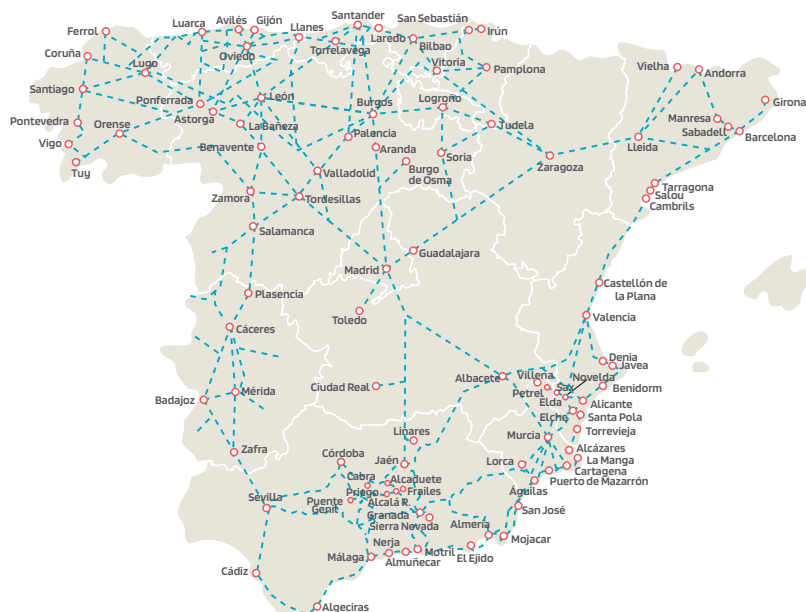 Ferrol
Luarca
Avilés
Gijón
Llanes
Santander
San Sebastián
Irún
Coruña
Lugo
Oviedo
Torrelavega
Laredo
Bilbao
Vitoria
Pamplona
Vielha
Andorra
Santiago
Ponferrada
León
Burgos
Logroño
Girona
Manresa
Sabadell
Barcelona
Pontevedra
Orense
Astorga
La Bañeza
Palencia
Tudela
Vigo
Benavente
Aranda
Lleida
Tuy
Valladolid
Burgo
de Osma
Soria
Zaragoza
Zamora
Tordesillas
Tarragona
Salou
Cambrils
Salamanca
Guadalajara
Madrid
Plasencia
Castellón de
la Plana
Toledo
Valencia
Cáceres
Denia
Javea
Albacete
Villena
Novelda
Ciudad Real
Petrel
Sax
Benidorm
Badajoz
Mérida
Elda
Alicante
Elche
Santa Pola
Linares
Murcia
Torrevieja
Zafra
Córdoba
Jaén
Lorca
Alcázares
La Manga
Cabra
Alcaudete
Cartagena
Priego
Frailes
Águilas
Puerto de Mazarrón
Sevilla
Puente
Genil
Alcalá R.
Granada
San José
Sierra Nevada
Almería
Nerja
Motril
Mojacar
Málaga
Almuñecar
El Ejido
Cádiz
Algeciras